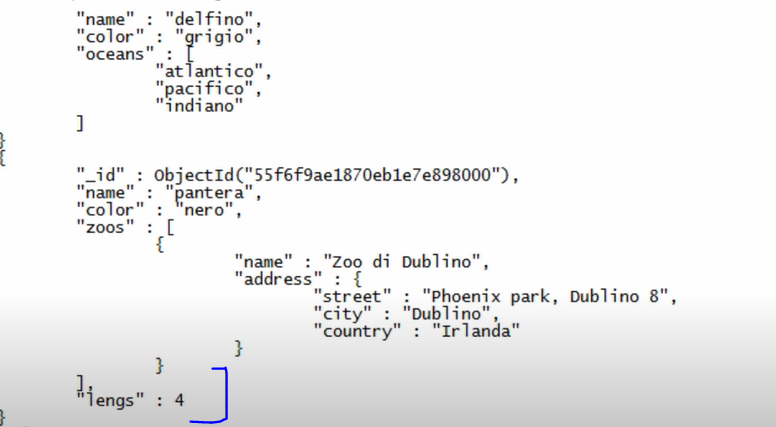 "name" : "delfino",
"color" : "grigio",
"oceans" : [
"atlantico",
"pacifico",
"indiano"
]
}
{
"_id" : ObjectId("55f6f9ae1870eb1e7e898000"),
"name" : "pantera",
"color" : "nero",
"zoos" : [
{
"name" : "Zoo di Dublino",
"address" : {
"street" : "Phoenix park, Dublino 8",
"city" : "Dublino",
"country" : "Irlanda"
}
}
],
"lengs" : 4
}